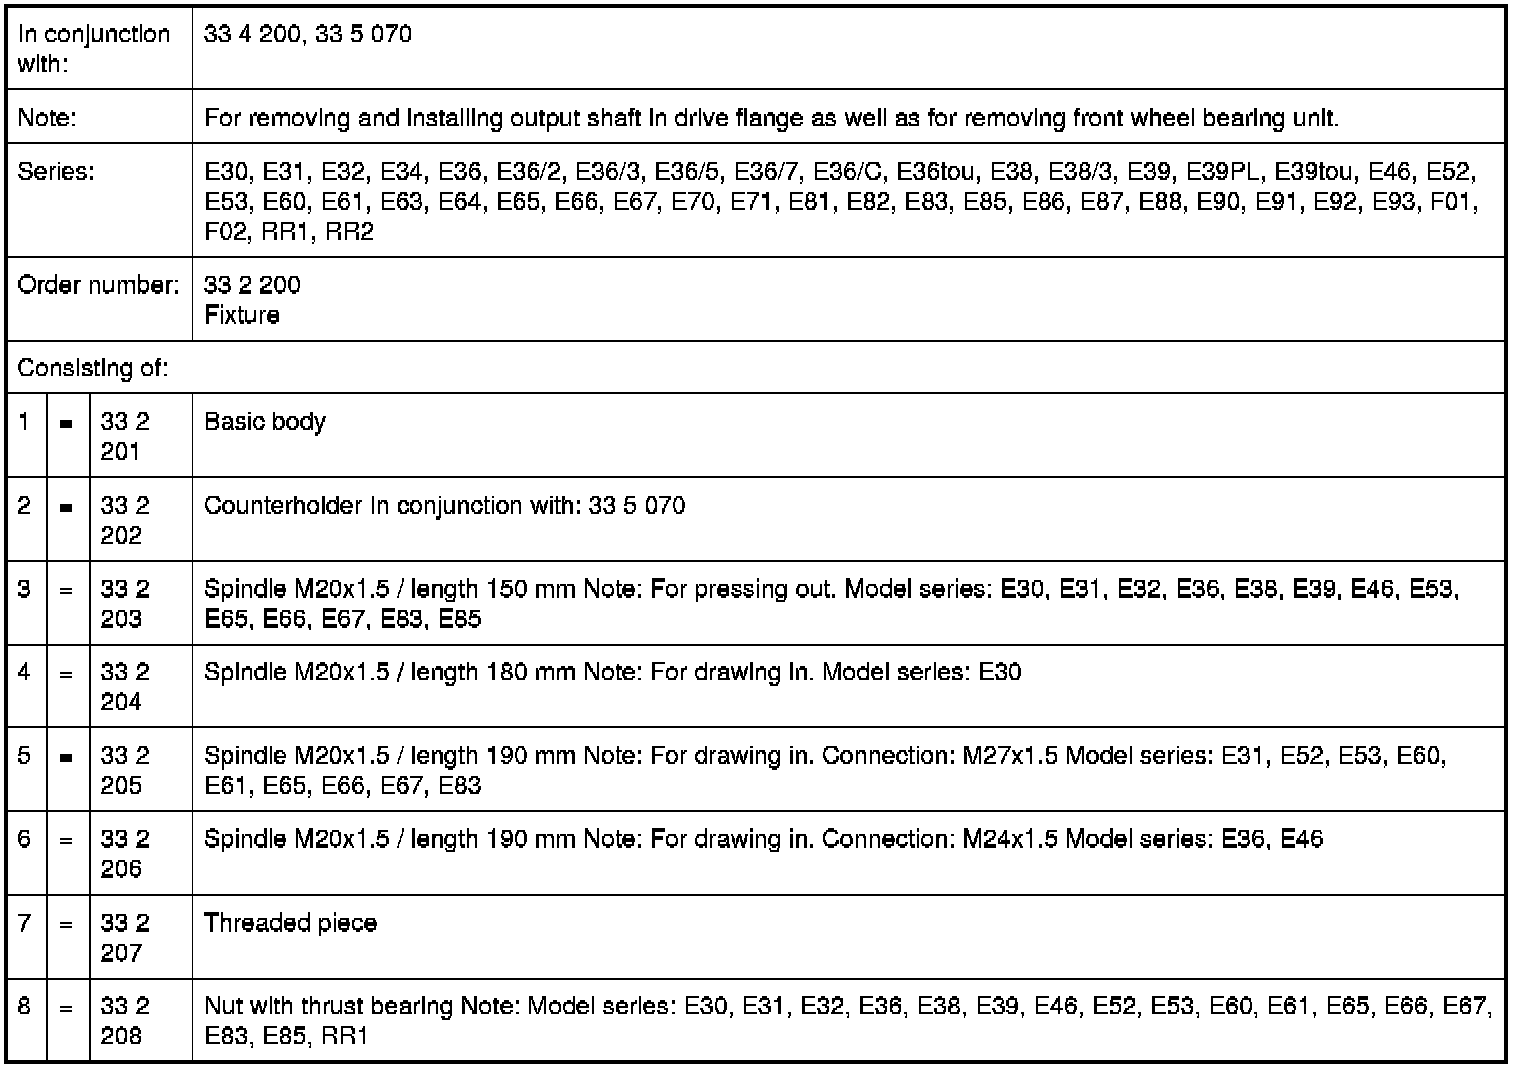 In conjunction 33 4 200, 33 5 070
with:
Note: For removing and installing output shaft in drive flange as well as for removing front wheel bearing unit.
Series: E30, E31, E32, E34, E36, E36/2, E36/3, E36/5, E36/7, E36/C, E36tou, E38, E38/3, E39, E39PL, E39tou, E46, E52,
E53, E60, E61, E63, E64, E65, E66, E67, E70, E71, E81, E82, E83, E85, E86, E87, E88, E90, E91, E92, E93, F01,
F02, RR1, RR2
Order number: 33 2 200
Fixture
Consisting of:
1 = 33 2 Basic body
201
2 = 33 2 Counterholder In conjunction with: 33 5 070
202
3 = 33 2 Spindle M20x1.5 / length 150 mm Note: For pressing out. Model series: E30, E31, E32, E36, E38, E39, E46, E53,
203 E65, E66, E67, E83, E85
4 = 33 2 Spindle M20x1.5 / length 180 mm Note: For drawing in. Model series: E30
204
5 = 33 2 Spindle M20x1.5 / length 190 mm Note: For drawing in. Connection: M27x1.5 Model series: E31, E52, E53, E60,
205 E61, E65, E66, E67, E83
6 = 33 2 Spindle M20x1.5 / length 190 mm Note: For drawing in. Connection: M24x1.5 Model series: E36, E46
206
7 = 33 2 Threaded piece
207
8 = 33 2 Nut with thrust bearing Note: Model series: E30, E31, E32, E36, E38, E39, E46, E52, E53, E60, E61, E65, E66, E67,
208 E83, E85, RR1